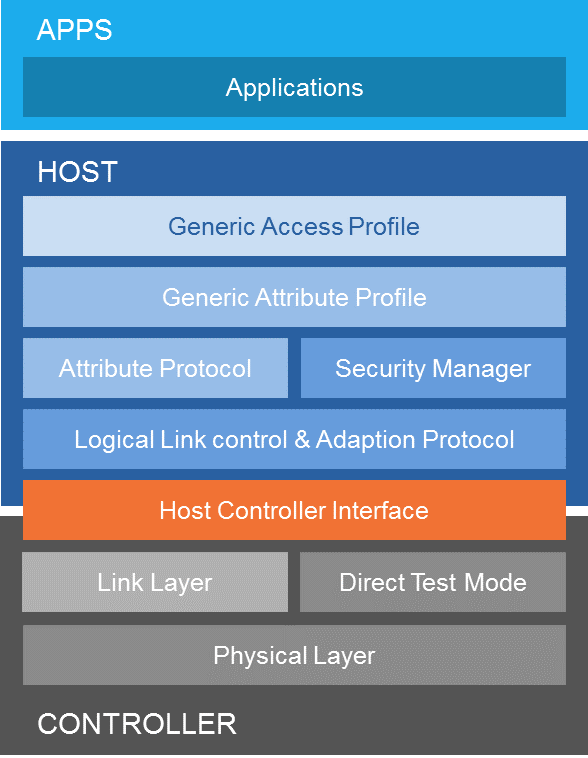 APPS
Applications
HOST
Generic Access Profile
Generic Attribute Profile
Attribute Protocol
Security Manager
Logical Link control & Adaption Protocol
Host Controller Interface
Link Layer
Direct Test Mode
Physical Layer
CONTROLLER